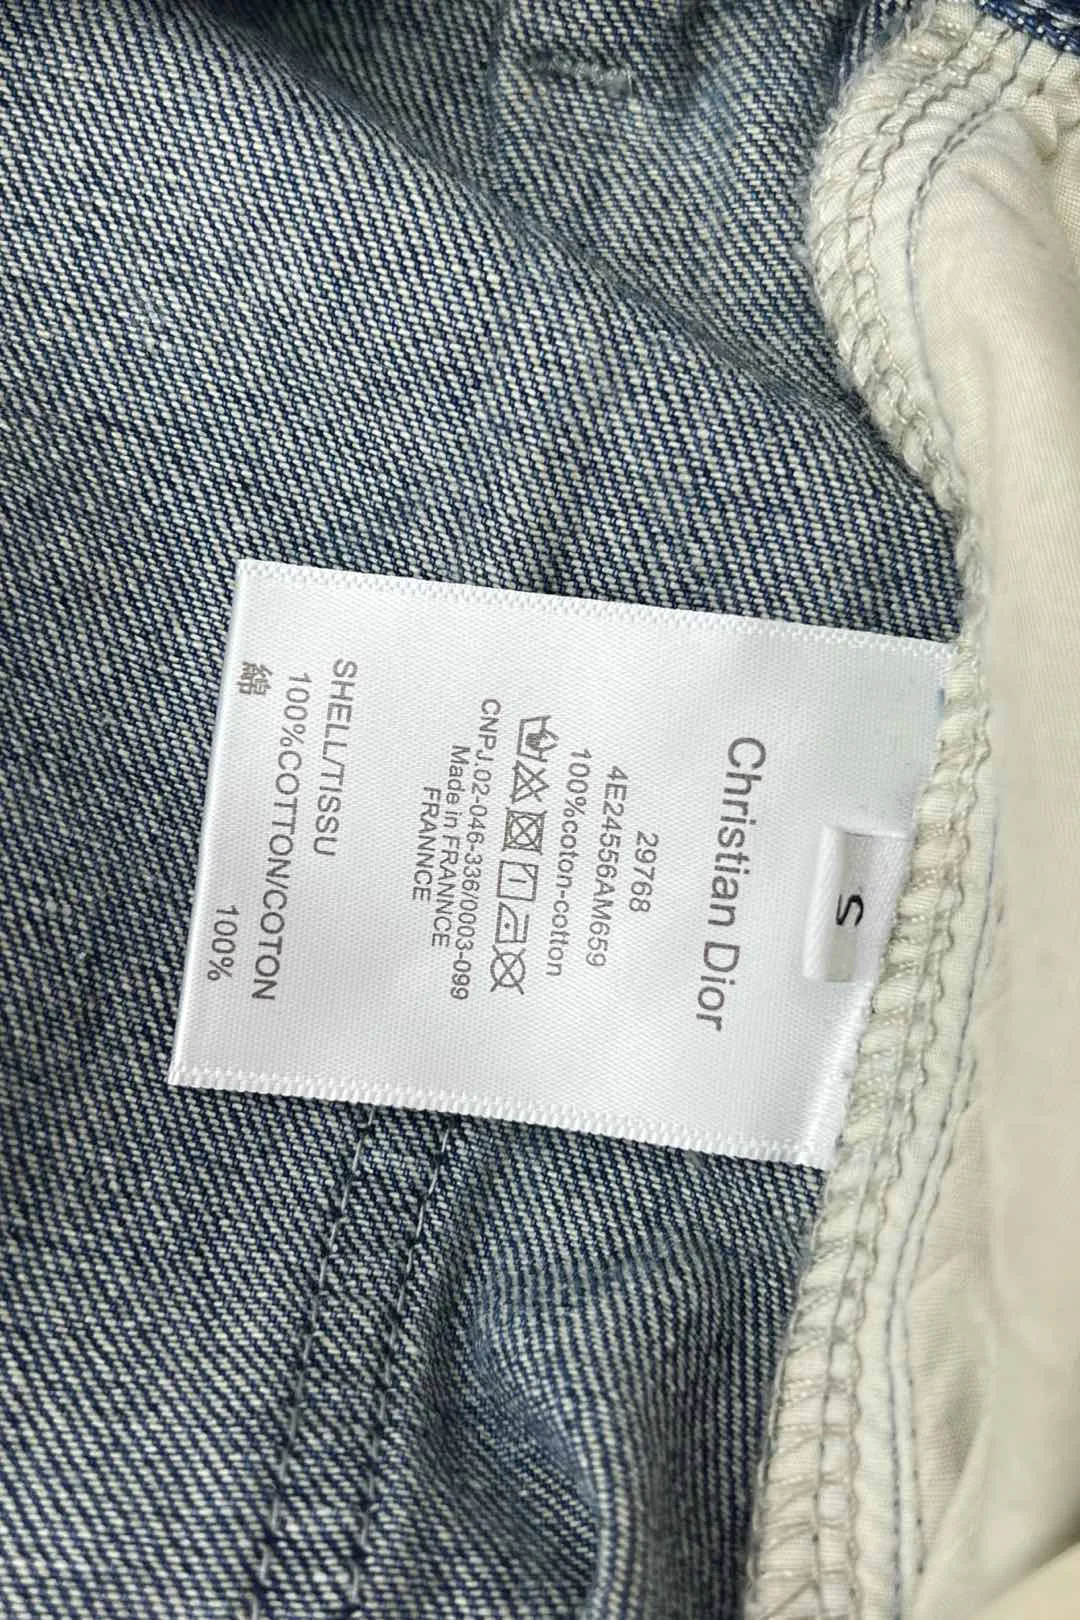 S
Christian Dior
29768
4E24556AM659
100%coton-cotton
CNPJ.02-046-336/0003-099
Made in FRANNCE
FRANNCE
SHELL/TISSU
100%COTTON/COTON
綿 100%